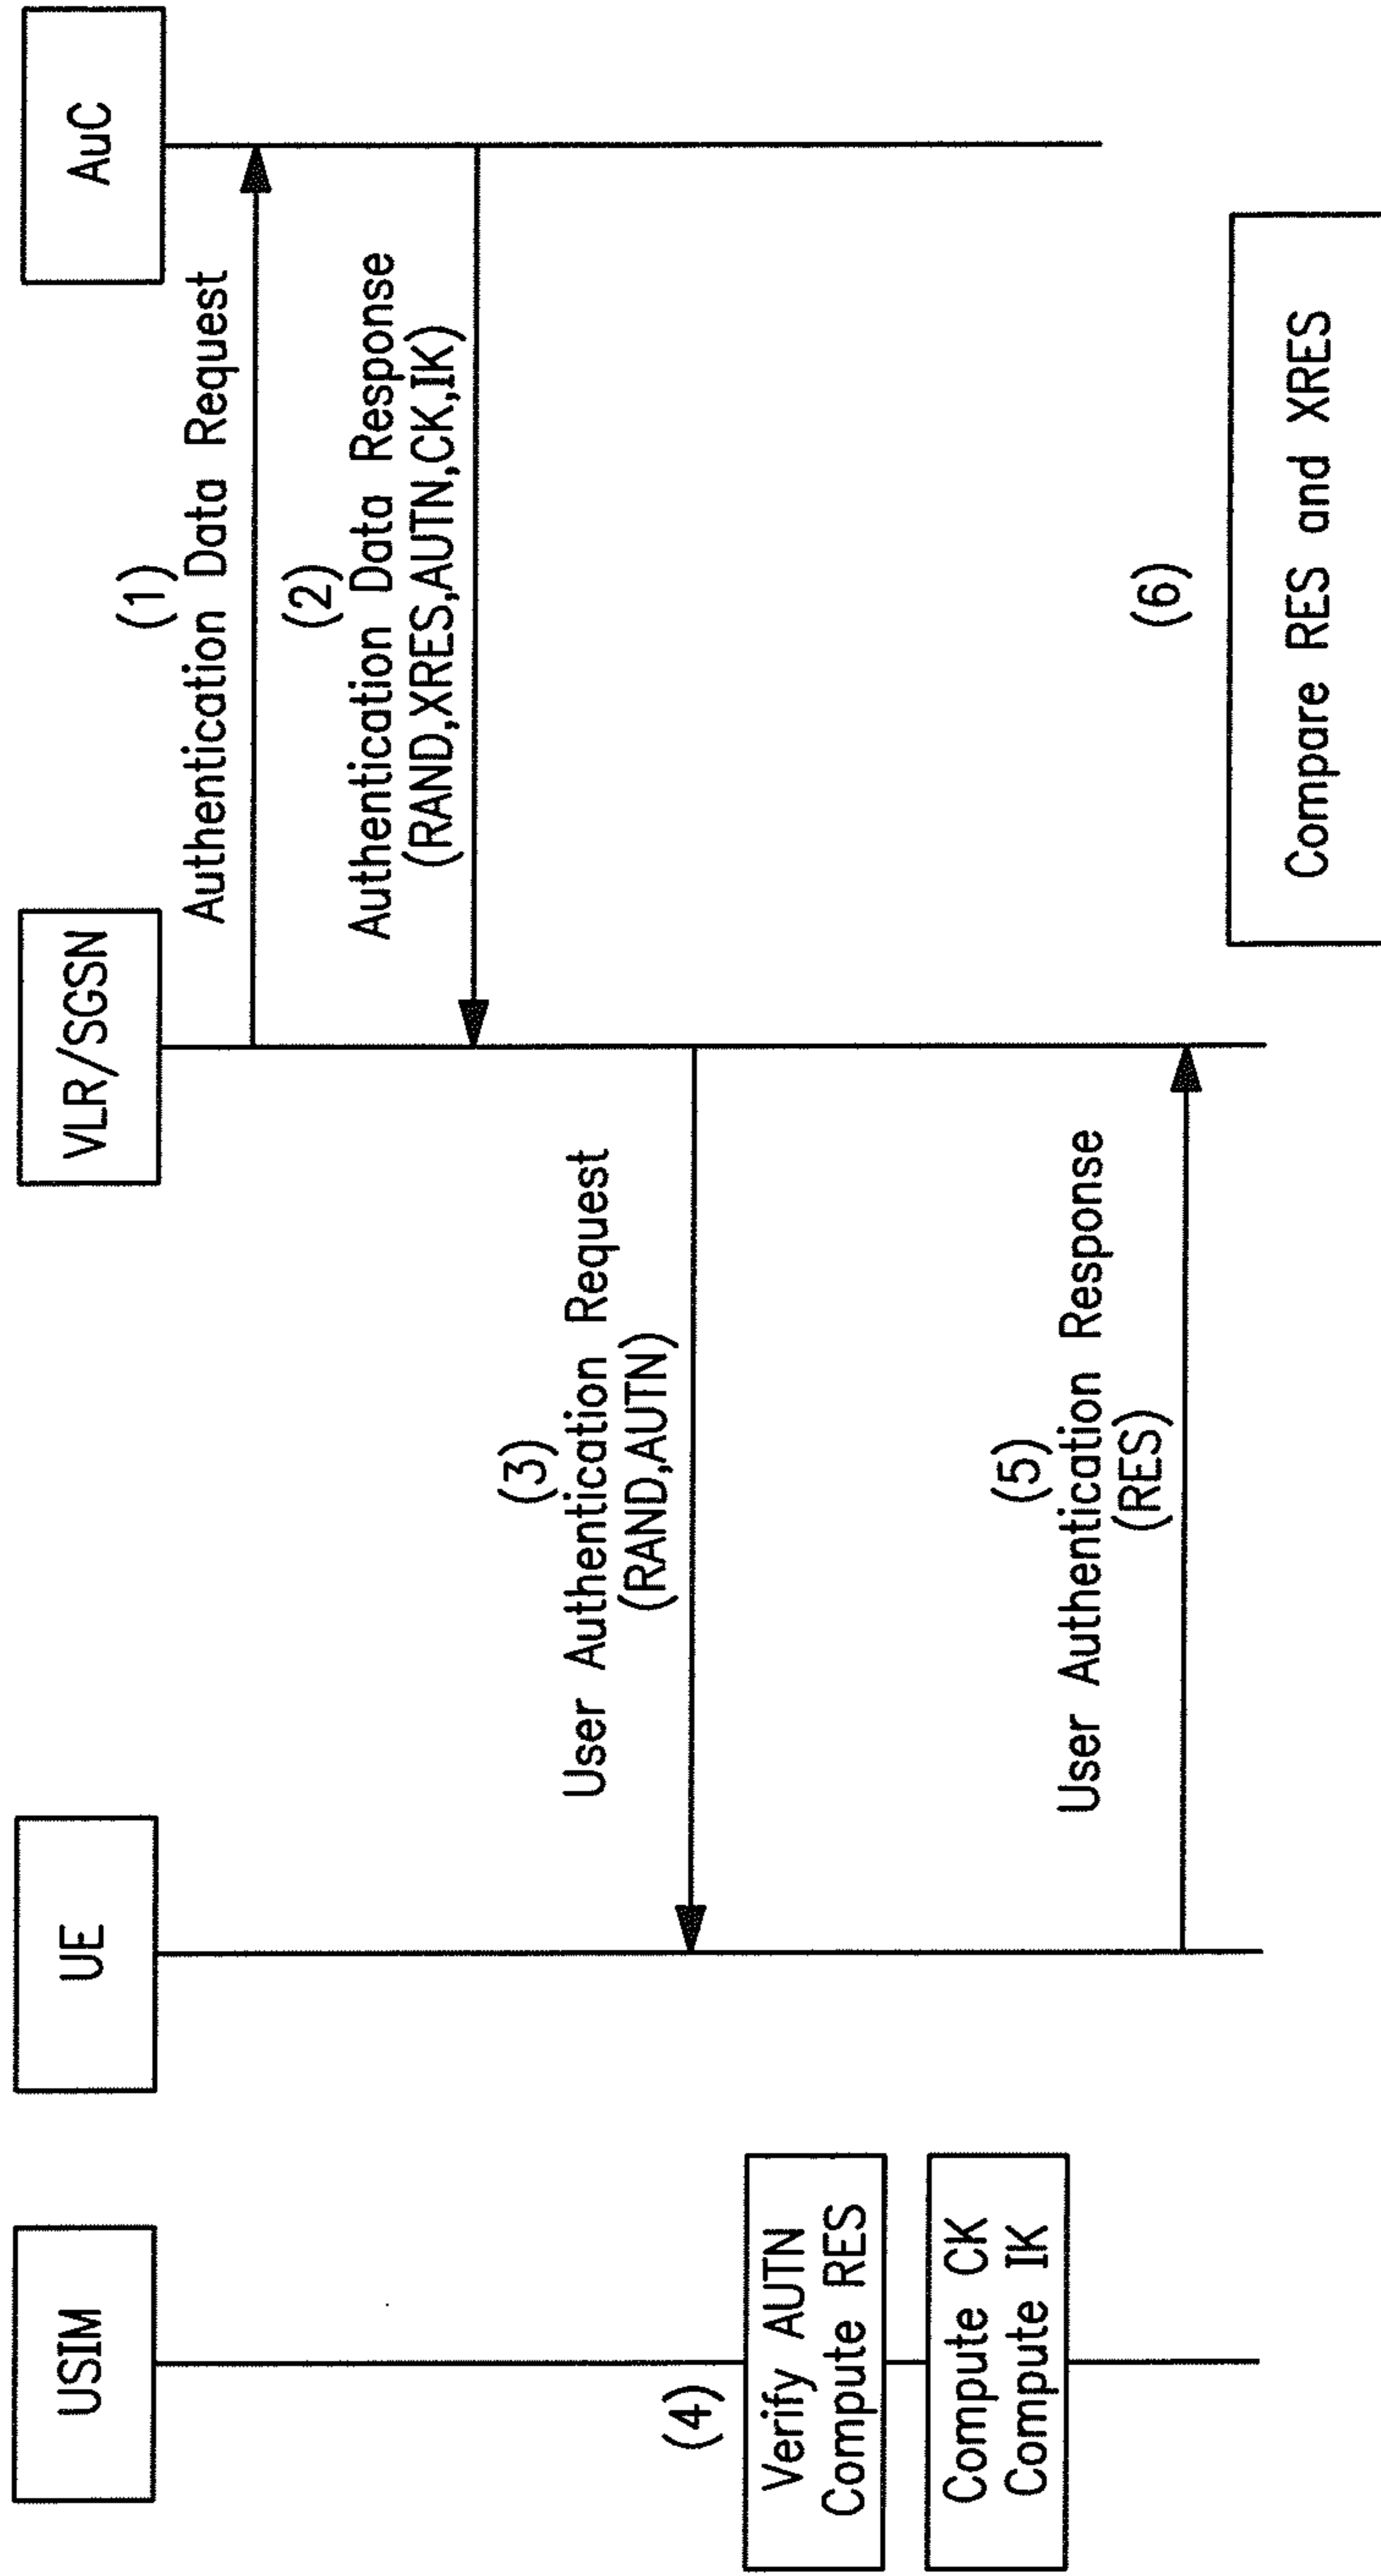 USIM
UE
VLR/SGSN
AuC
(1)
Authentication Data Request
(2)
Authentication Data Response
(RAND,XRES,AUTN,CK,IK)
(3)
User Authentication Request
(RAND,AUTN)
(4)
Verify AUTN
Compute RES
Compute CK
Compute IK
(5)
User Authentication Response
(RES)
(6)
Compare RES and XRES